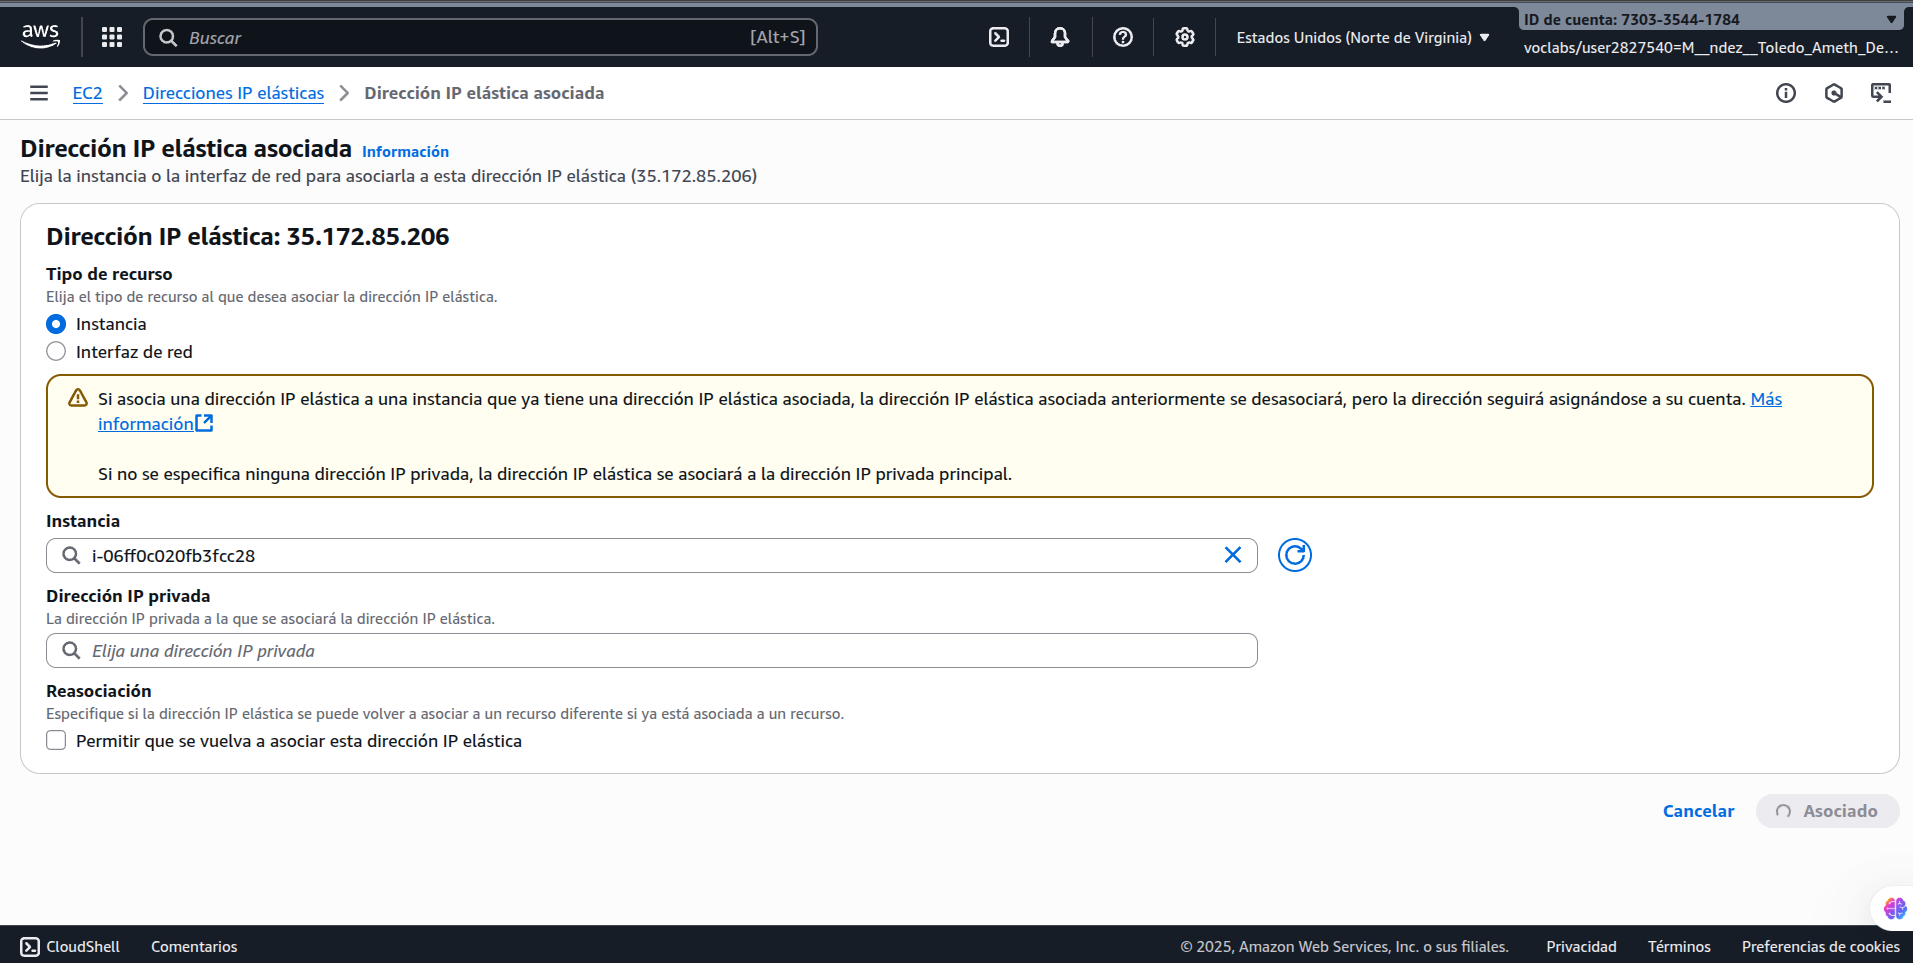 aws
Buscar
[Alt+S]
Estados Unidos (Norte de Virginia)
ID de cuenta: 7303-3544-1784
voclabs/user2827540=M__ndez__Toledo_Ameth_De...
EC2
Direcciones IP elásticas
Dirección IP elástica asociada
Dirección IP elástica asociada Información
Elija la instancia o la interfaz de red para asociarla a esta dirección IP elástica (35.172.85.206)
Dirección IP elástica: 35.172.85.206
Tipo de recurso
Elija el tipo de recurso al que desea asociar la dirección IP elástica.
Instancia
Interfaz de red
Si asocia una dirección IP elástica a una instancia que ya tiene una dirección IP elástica asociada, la dirección IP elástica asociada anteriormente se desasociará, pero la dirección seguirá asignándose a su cuenta. Más
información
Si no se especifica ninguna dirección IP privada, la dirección IP elástica se asociará a la dirección IP privada principal.
Instancia
i-06ff0c020fb3fcc28
Dirección IP privada
La dirección IP privada a la que se asociará la dirección IP elástica.
Elija una dirección IP privada
Reasociación
Especifique si la dirección IP elástica se puede volver a asociar a un recurso diferente si ya está asociada a un recurso.
Permitir que se vuelva a asociar esta dirección IP elástica
Cancelar
Asociado
CloudShell
Comentarios
© 2025, Amazon Web Services, Inc. o sus filiales.
Privacidad
Términos
Preferencias de cookies